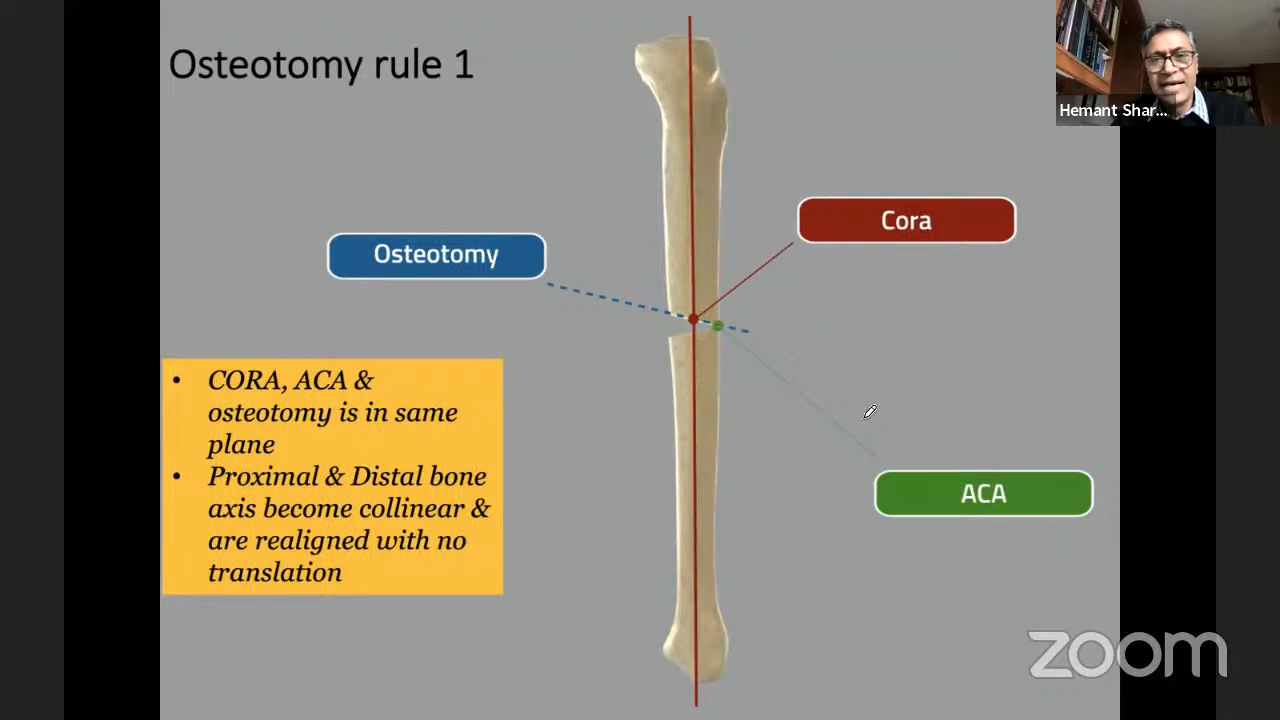 Osteotomy rule 1
Hemant Shar...
Cora
Osteotomy
• CORA, ACA &
osteotomy is in same
plane
• Proximal & Distal bone
axis become collinear &
are realigned with no
translation
ACA
zoom